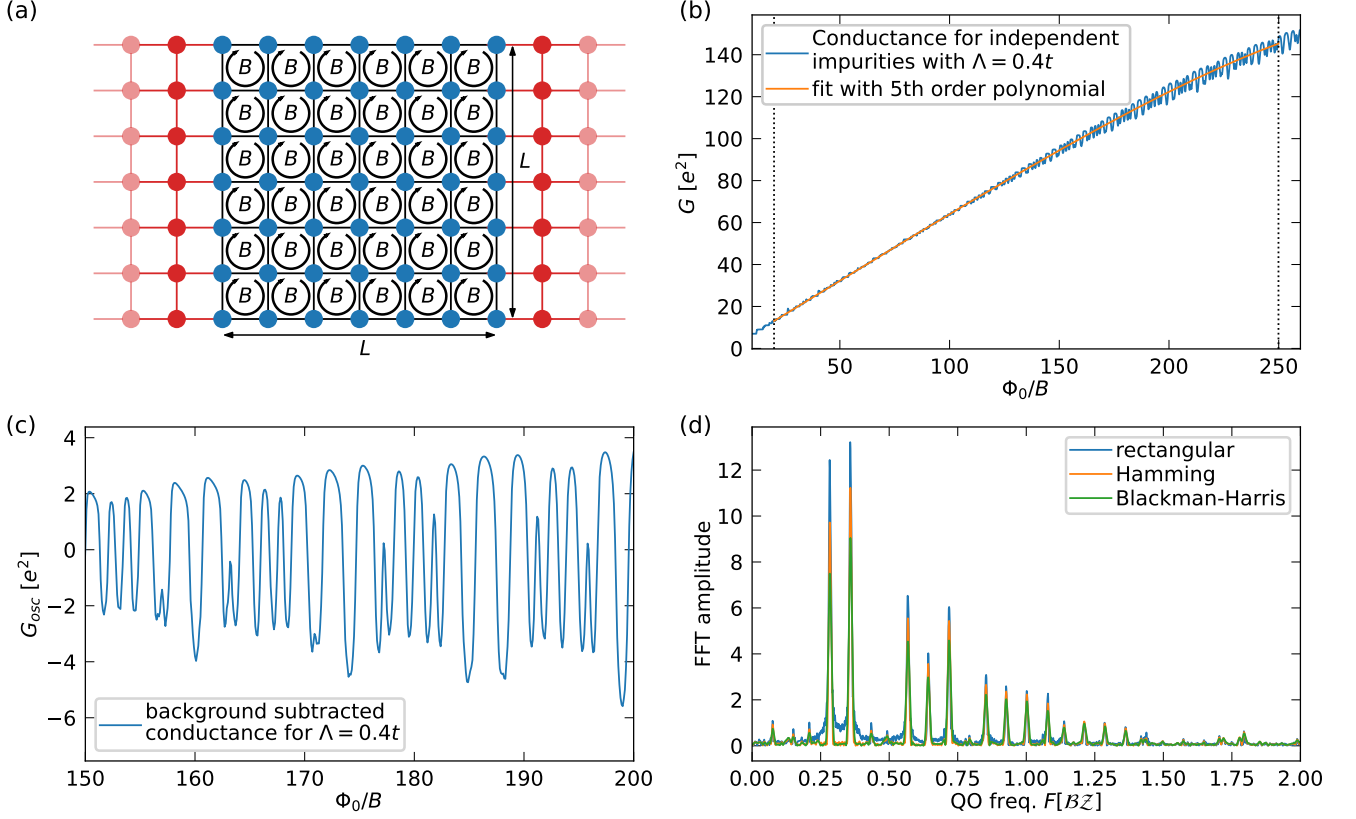 (a)
B B B B B B
B B B B B B
B B B B B B
B B B B B B
B B B B B B
B B B B B B
L
L
(b)
G [e²]
140
120
100
80
60
40
20
0
Conductance for independent
impurities with Λ = 0.4t
fit with 5th order polynomial
50 100 150 200 250
Φ₀/B
(c)
G_osc [e²]
4
2
0
−2
−4
−6
background subtracted
conductance for Λ = 0.4t
150 160 170 180 190 200
Φ₀/B
(d)
FFT amplitude
12
10
8
6
4
2
0
rectangular
Hamming
Blackman-Harris
0.00 0.25 0.50 0.75 1.00 1.25 1.50 1.75 2.00
QO freq. F[ℬ𝒵]